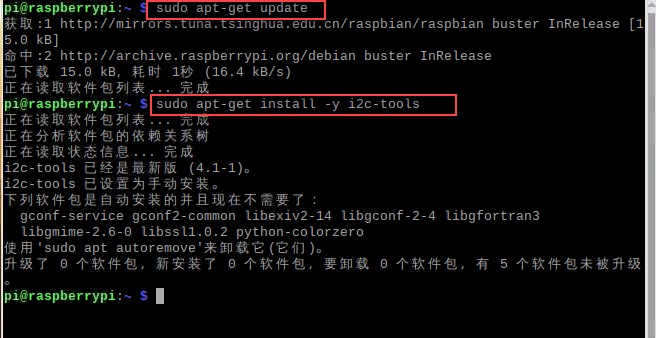 pi@raspberrypi:~ $ sudo apt-get update
获取:1 http://mirrors.tuna.tsinghua.edu.cn/raspbian/raspbian buster InRelease [1
5.0 kB]
命中:2 http://archive.raspberrypi.org/debian buster InRelease
已下载 15.0 kB, 耗时 1秒 (16.4 kB/s)
正在读取软件包列表... 完成
pi@raspberrypi:~ $ sudo apt-get install -y i2c-tools
正在读取软件包列表... 完成
正在分析软件包的依赖关系树
正在读取状态信息... 完成
i2c-tools 已经是最新版 (4.1-1)。
i2c-tools 已设置为手动安装。
下列软件包是自动安装的并且现在不需要了：
  gconf-service gconf2-common libexiv2-14 libgconf-2-4 libgfortran3
  libgmime-2.6-0 libssl1.0.2 python-colorzero
使用'sudo apt autoremove'来卸载它(它们)。
升级了 0 个软件包, 新安装了 0 个软件包, 要卸载 0 个软件包, 有 5 个软件包未被升级
。
pi@raspberrypi:~ $